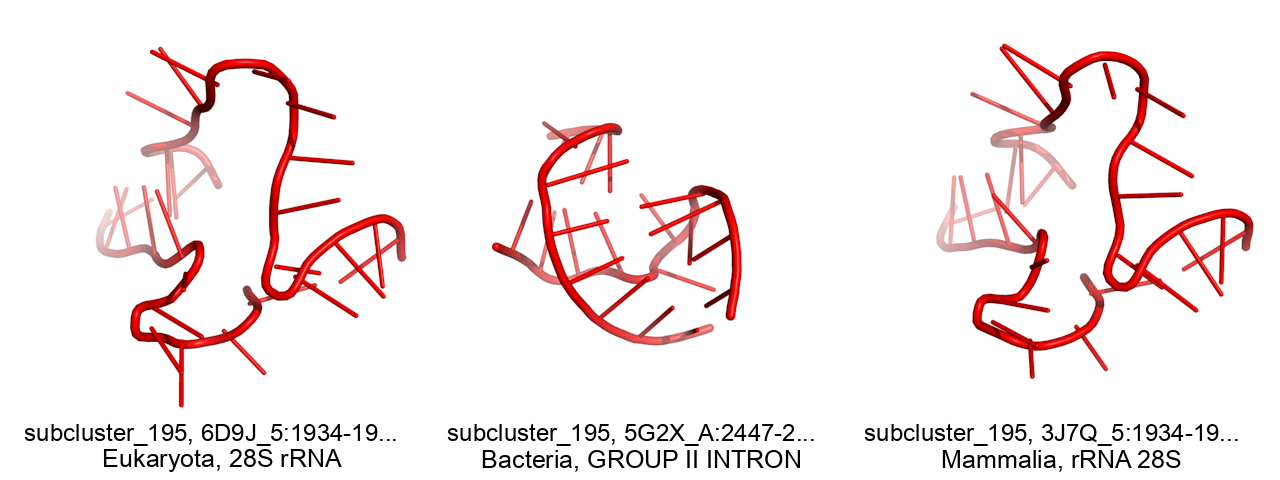 subcluster_195, 6D9J_5:1934-19...
Eukaryota, 28S rRNA
subcluster_195, 5G2X_A:2447-2...
Bacteria, GROUP II INTRON
subcluster_195, 3J7Q_5:1934-19...
Mammalia, rRNA 28S